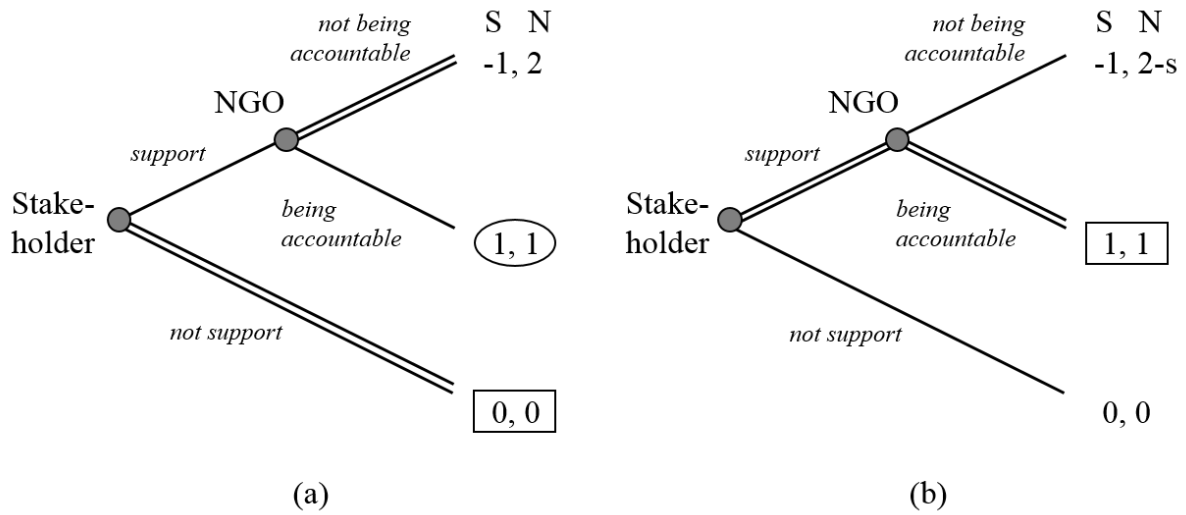 not being
accountable
S N
-1, 2
NGO
support
Stake-
holder
being
accountable
1, 1
not support
0, 0
(a)
not being
accountable
S N
-1, 2-s
NGO
support
Stake-
holder
being
accountable
1, 1
not support
0, 0
(b)